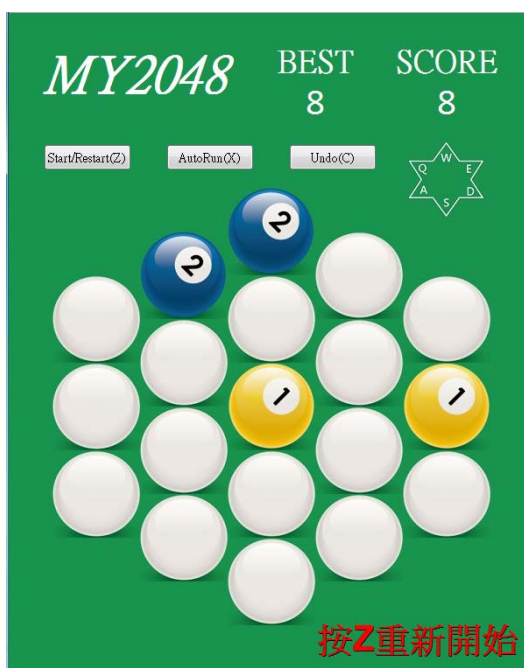 MY2048
BEST
8
SCORE
8
Start/Restart(Z)
AutoRun(X)
Undo(C)
W
Q E
A D
S
2
2
1
1
按Z重新開始